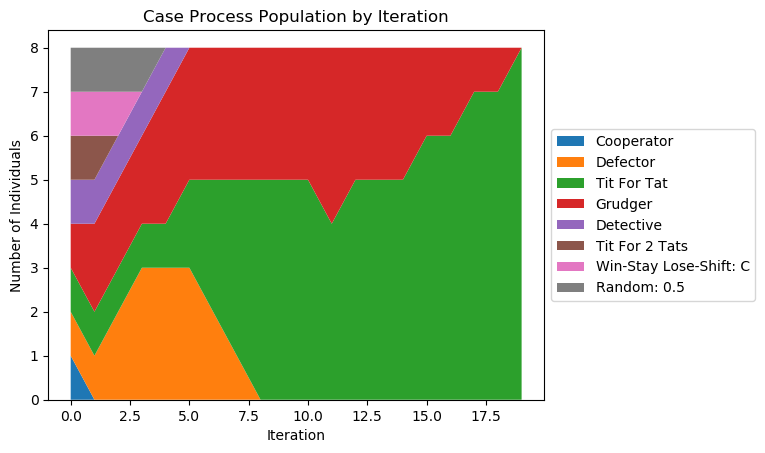 Case Process Population by Iteration
Number of Individuals
8
7
6
5
4
3
2
1
0
0.0 2.5 5.0 7.5 10.0 12.5 15.0 17.5
Iteration
Cooperator
Defector
Tit For Tat
Grudger
Detective
Tit For 2 Tats
Win-Stay Lose-Shift: C
Random: 0.5